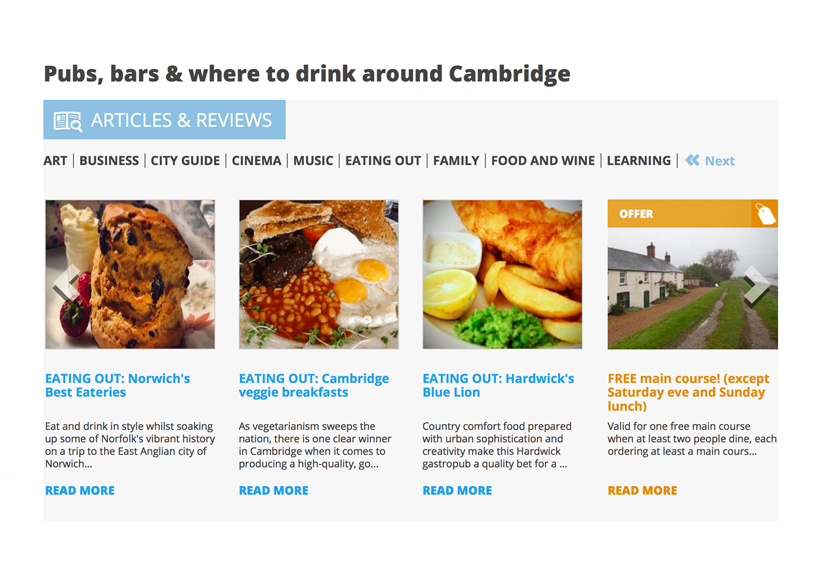 Pubs, bars & where to drink around Cambridge
ARTICLES & REVIEWS
ART | BUSINESS | CITY GUIDE | CINEMA | MUSIC | EATING OUT | FAMILY | FOOD AND WINE | LEARNING | Next
OFFER
EATING OUT: Norwich's
Best Eateries
Eat and drink in style whilst soaking
up some of Norfolk's vibrant history
on a trip to the East Anglian city of
Norwich...
READ MORE
EATING OUT: Cambridge
veggie breakfasts
As vegetarianism sweeps the
nation, there is one clear winner
in Cambridge when it comes to
producing a high-quality, go...
READ MORE
EATING OUT: Hardwick's
Blue Lion
Country comfort food prepared
with urban sophistication and
creativity make this Hardwick
gastropub a quality bet for a ...
READ MORE
FREE main course! (except
Saturday eve and Sunday
lunch)
Valid for one free main course
when at least two people dine, each
ordering at least a main cours...
READ MORE